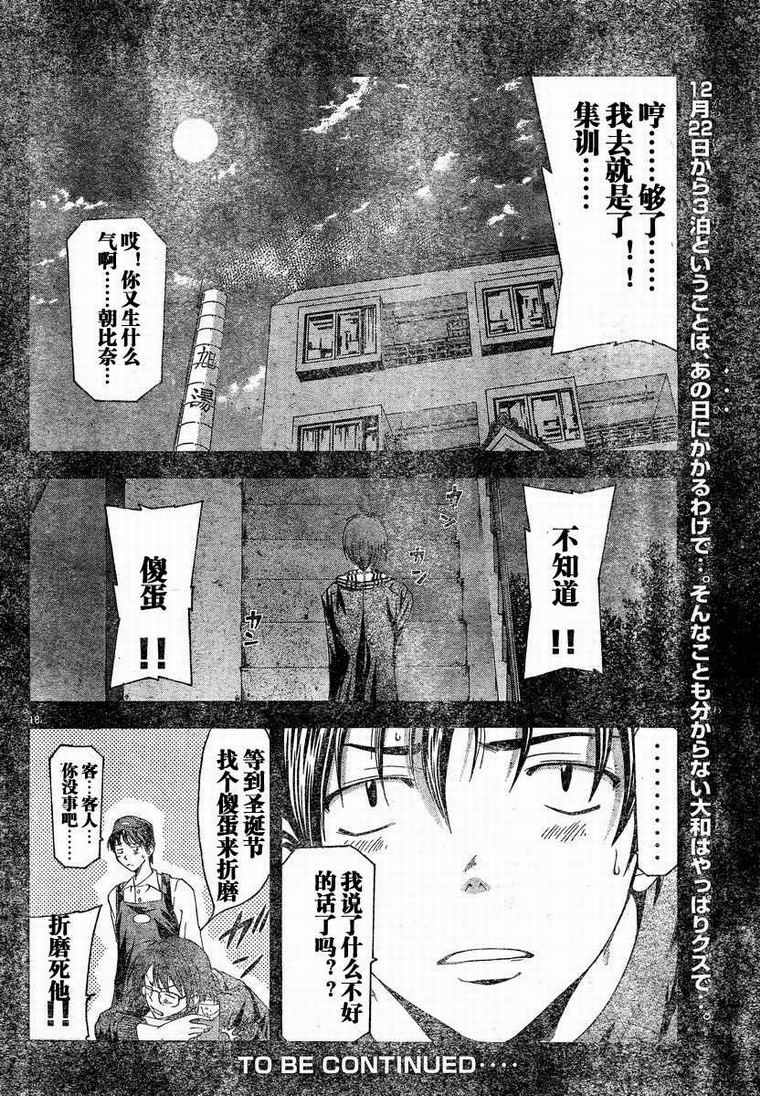 12月22日から3泊ということは、あの日にかかるわけで…。そんなことも分からない大和はやっぱりクズで…。
哼……够了……
我去就是了！！
集训……
哎！你又生什么
气啊……朝比奈…
旭湯
不知道
!!
カン
カン
傻蛋
!!
18
………
我说了什么不好
的话了吗？？
等到圣诞节
找个傻蛋来折磨
客…客人…
你没事吧……
折磨死他
!!
TO BE CONTINUED‥‥